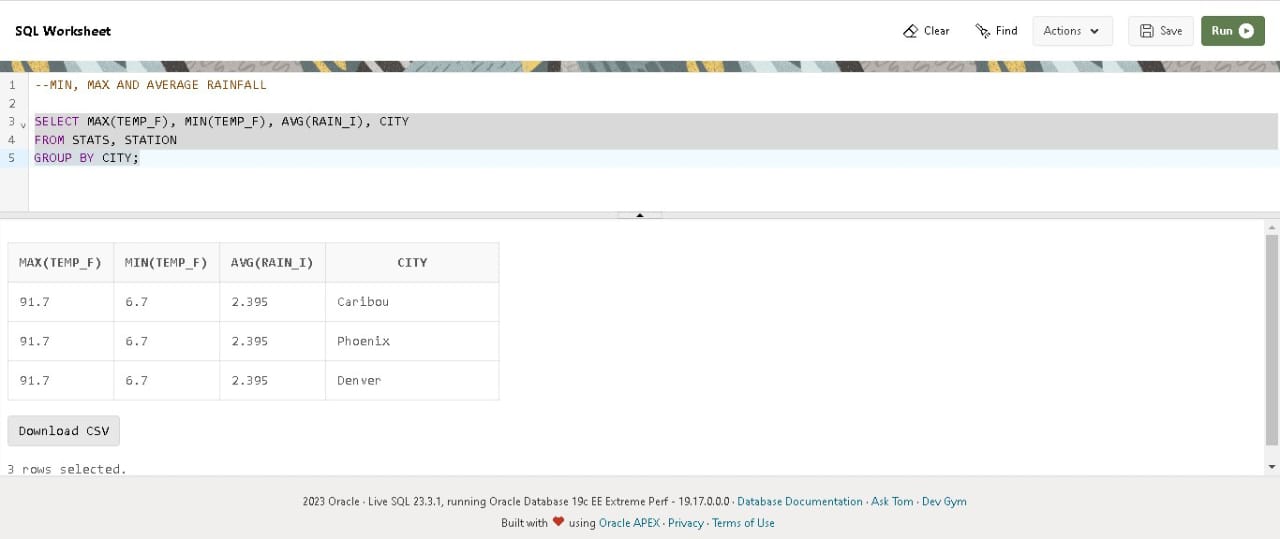 SQL Worksheet
Clear Find Actions Save Run
1 --MIN, MAX AND AVERAGE RAINFALL
2
3 SELECT MAX(TEMP_F), MIN(TEMP_F), AVG(RAIN_I), CITY
4 FROM STATS, STATION
5 GROUP BY CITY;
MAX(TEMP_F) MIN(TEMP_F) AVG(RAIN_I) CITY
91.7 6.7 2.395 Caribou
91.7 6.7 2.395 Phoenix
91.7 6.7 2.395 Denver
Download CSV
3 rows selected.
2023 Oracle · Live SQL 23.3.1, running Oracle Database 19c EE Extreme Perf - 19.17.0.0.0 · Database Documentation · Ask Tom · Dev Gym
Built with ❤ using Oracle APEX · Privacy · Terms of Use